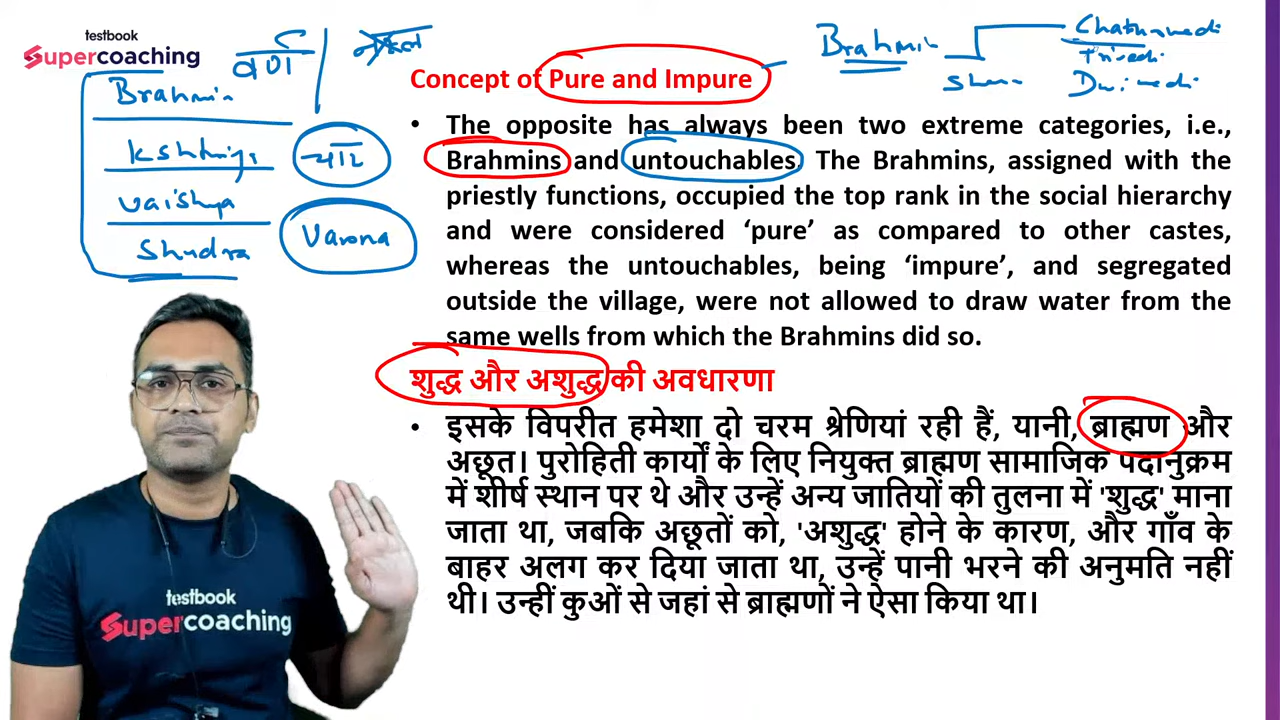 testbook
Supercoaching
वर्ण
Brahmin
Kshtriya
vaishya
Shudra
चार
Varona
Brahmin
Chaturvedi
Trivedi
Dwivedi
Concept of Pure and Impure
• The opposite has always been two extreme categories, i.e.,
Brahmins and untouchables. The Brahmins, assigned with the
priestly functions, occupied the top rank in the social hierarchy
and were considered ‘pure’ as compared to other castes,
whereas the untouchables, being ‘impure’, and segregated
outside the village, were not allowed to draw water from the
same wells from which the Brahmins did so.
शुद्ध और अशुद्ध की अवधारणा
• इसके विपरीत हमेशा दो चरम श्रेणियां रही हैं, यानी, ब्राह्मण और
अछूत। पुरोहिती कार्यों के लिए नियुक्त ब्राह्मण सामाजिक पदानुक्रम
में शीर्ष स्थान पर थे और उन्हें अन्य जातियों की तुलना में 'शुद्ध' माना
जाता था, जबकि अछूतों को, 'अशुद्ध' होने के कारण, और गाँव के
बाहर अलग कर दिया जाता था, उन्हें पानी भरने की अनुमति नहीं
थी। उन्हीं कुओं से जहां से ब्राह्मणों ने ऐसा किया था।
testbook
Supercoaching